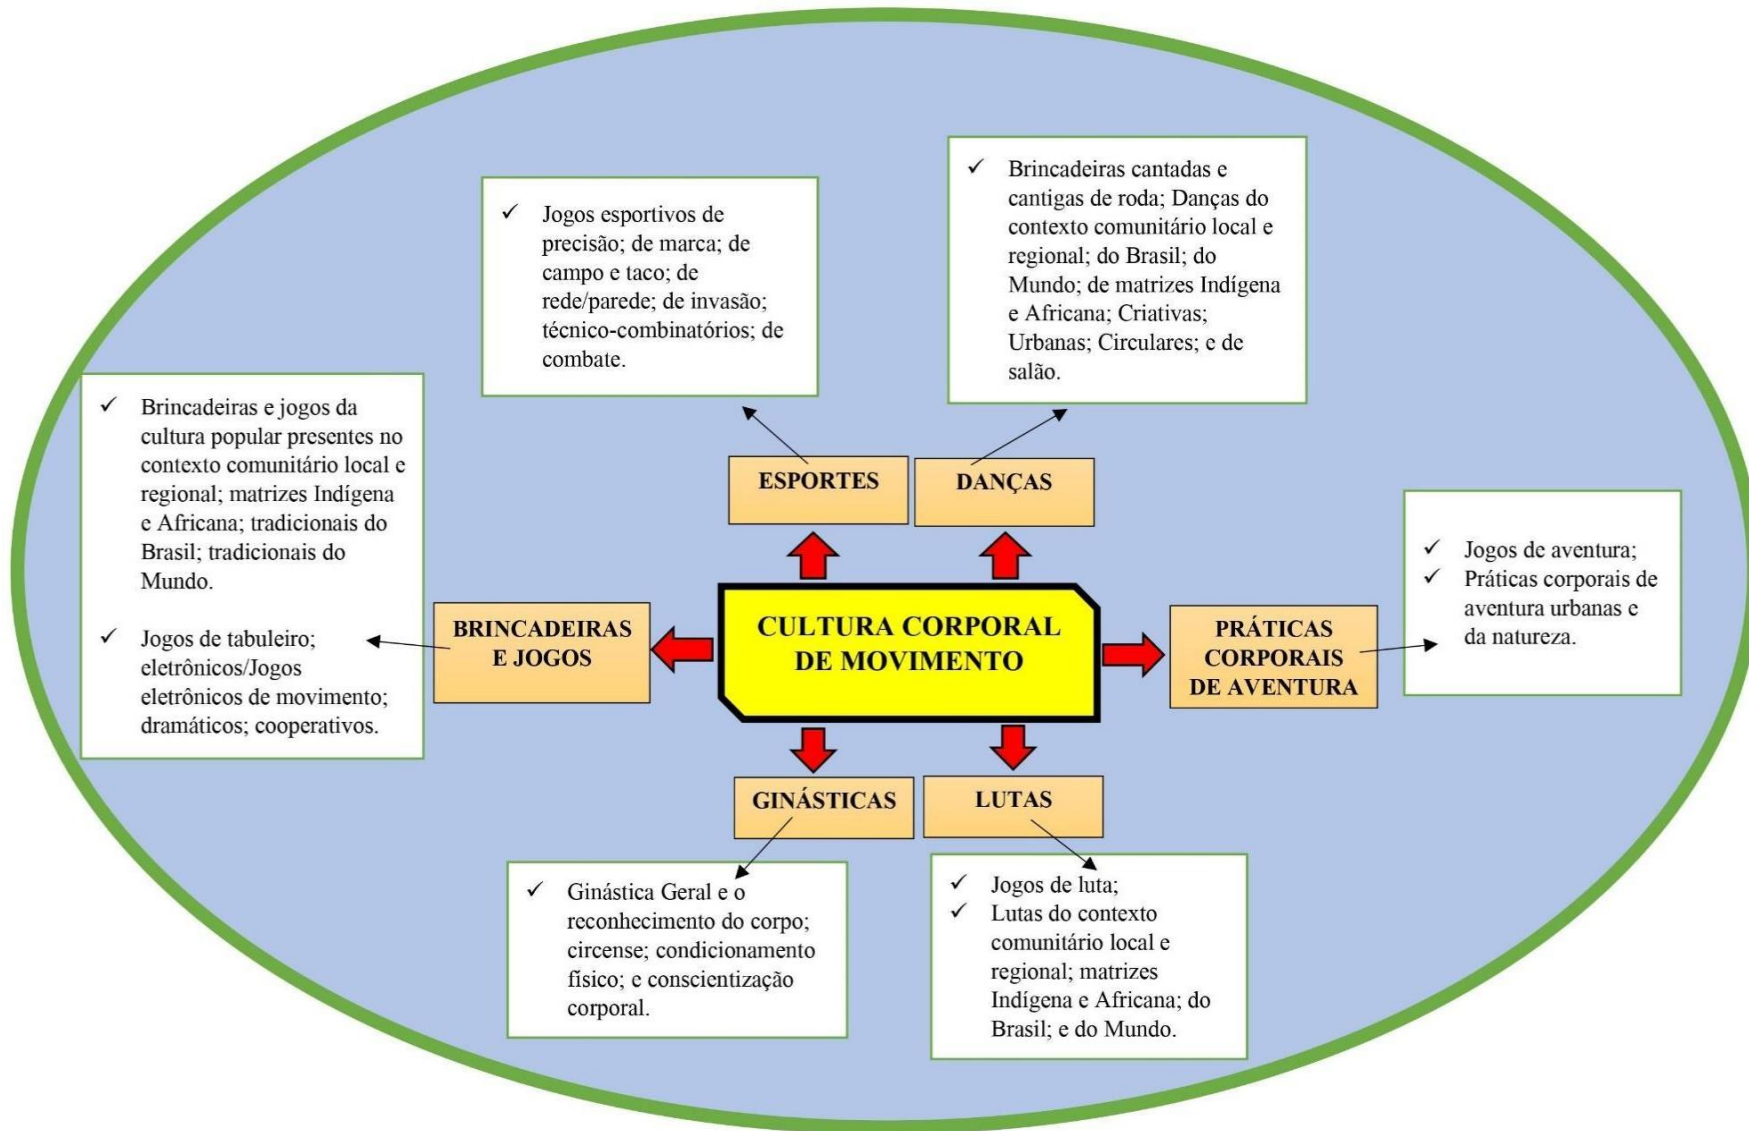 ✓ Jogos esportivos de
precisão; de marca; de
campo e taco; de
rede/parede; de invasão;
técnico-combinatórios; de
combate.
✓ Brincadeiras cantadas e
cantigas de roda; Danças do
contexto comunitário local e
regional; do Brasil; do
Mundo; de matrizes Indígena
e Africana; Criativas;
Urbanas; Circulares; e de
salão.
✓ Brincadeiras e jogos da
cultura popular presentes no
contexto comunitário local e
regional; matrizes Indígena
e Africana; tradicionais do
Brasil; tradicionais do
Mundo.
✓ Jogos de tabuleiro;
eletrônicos/Jogos
eletrônicos de movimento;
dramáticos; cooperativos.
ESPORTES
DANÇAS
✓ Jogos de aventura;
✓ Práticas corporais de
aventura urbanas e
da natureza.
BRINCADEIRAS
E JOGOS
CULTURA CORPORAL
DE MOVIMENTO
PRÁTICAS
CORPORAIS
DE AVENTURA
GINÁSTICAS
LUTAS
✓ Ginástica Geral e o
reconhecimento do corpo;
circense; condicionamento
físico; e conscientização
corporal.
✓ Jogos de luta;
✓ Lutas do contexto
comunitário local e
regional; matrizes
Indígena e Africana; do
Brasil; e do Mundo.